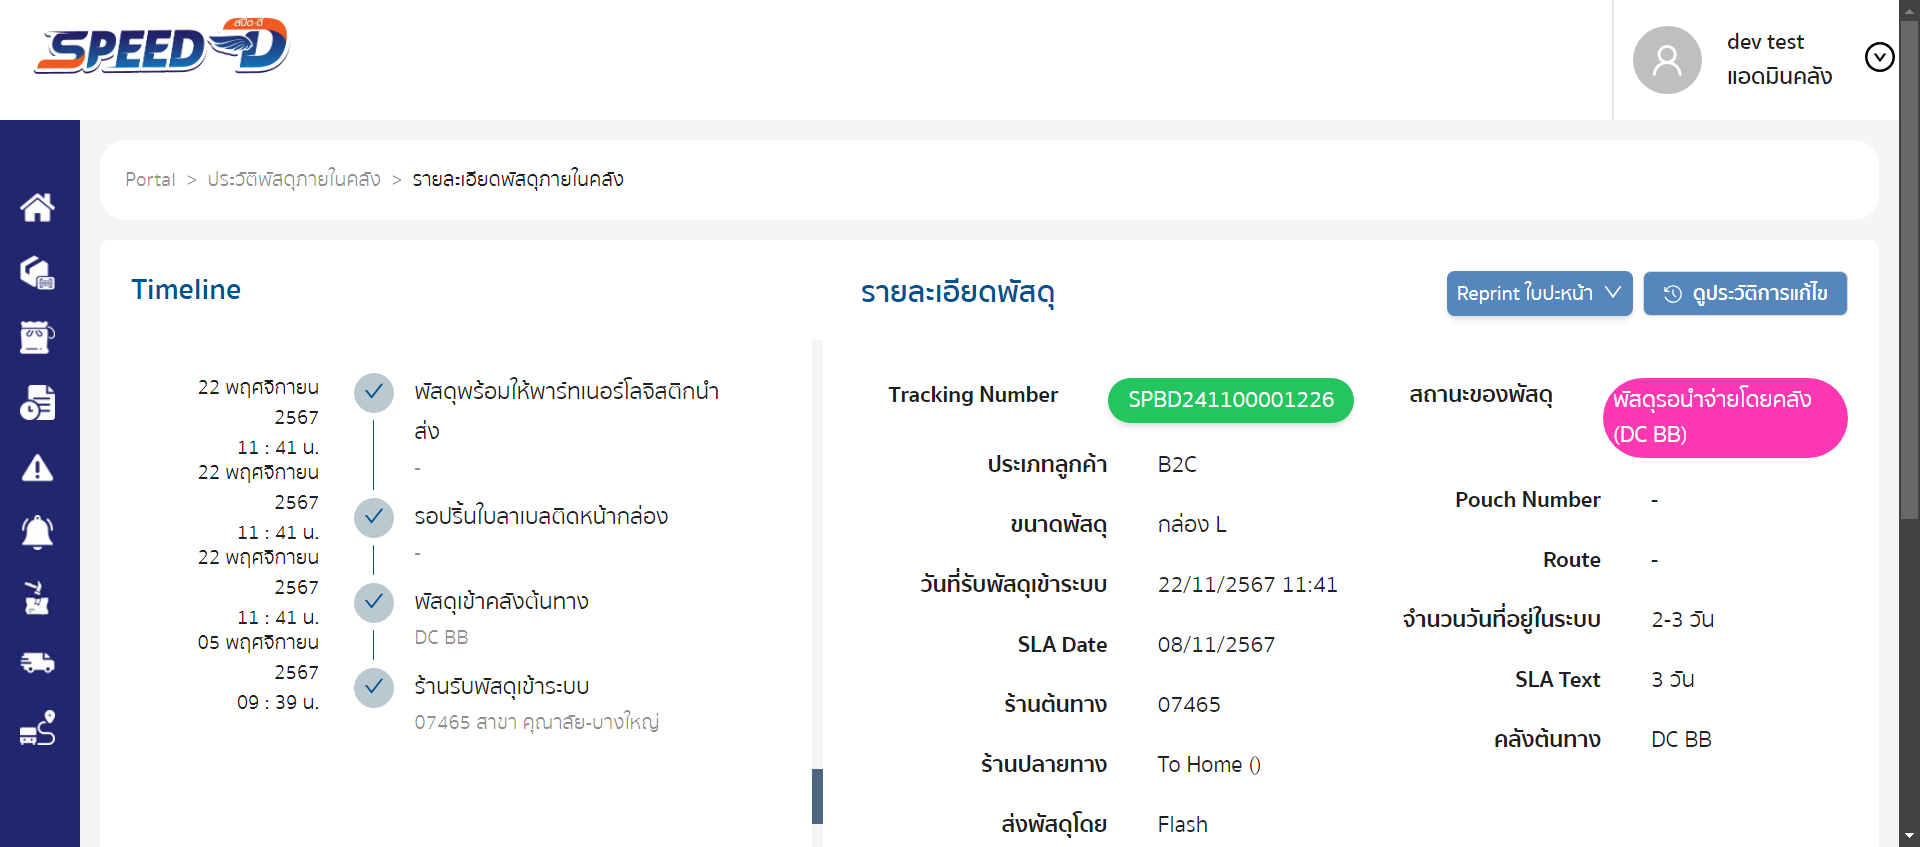 สปีด-ดี
SPEED-D
dev test
แอดมินคลัง
Portal > ประวัติพัสดุภายในคลัง > รายละเอียดพัสดุภายในคลัง
Timeline
22 พฤศจิกายน
2567
11 : 41 น.
พัสดุพร้อมให้พาร์ทเนอร์โลจิสติกนำ
ส่ง
-
22 พฤศจิกายน
2567
11 : 41 น.
รอปริ้นใบลาเบลติดหน้ากล่อง
-
22 พฤศจิกายน
2567
11 : 41 น.
พัสดุเข้าคลังต้นทาง
DC BB
05 พฤศจิกายน
2567
09 : 39 น.
ร้านรับพัสดุเข้าระบบ
07465 สาขา คุณาลัย-บางใหญ่
รายละเอียดพัสดุ
Reprint ใบปะหน้า
ดูประวัติการแก้ไข
Tracking Number SPBD241100001226
ประเภทลูกค้า B2C
ขนาดพัสดุ กล่อง L
วันที่รับพัสดุเข้าระบบ 22/11/2567 11:41
SLA Date 08/11/2567
ร้านต้นทาง 07465
ร้านปลายทาง To Home ()
ส่งพัสดุโดย Flash
สถานะของพัสดุ พัสดุรอนำจ่ายโดยคลัง
(DC BB)
Pouch Number -
Route -
จำนวนวันที่อยู่ในระบบ 2-3 วัน
SLA Text 3 วัน
คลังต้นทาง DC BB